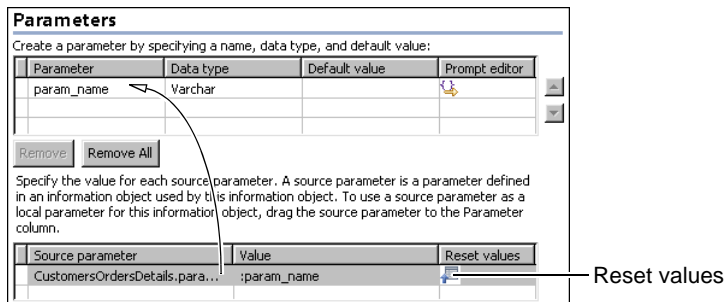 Parameters
Create a parameter by specifying a name, data type, and default value:
Parameter Data type Default value Prompt editor
param_name Varchar
Remove Remove All
Specify the value for each source parameter. A source parameter is a parameter defined
in an information object used by this information object. To use a source parameter as a
local parameter for this information object, drag the source parameter to the Parameter
column.
Source parameter Value Reset values
CustomersOrdersDetails.para... :param_name
Reset values